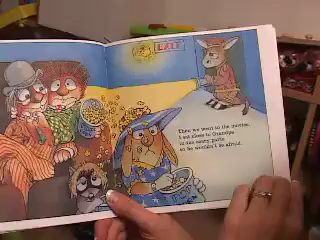 EXIT
Then we went to the movies.
I sat close to Grandpa
in the scary parts
so he wouldn't be afraid.